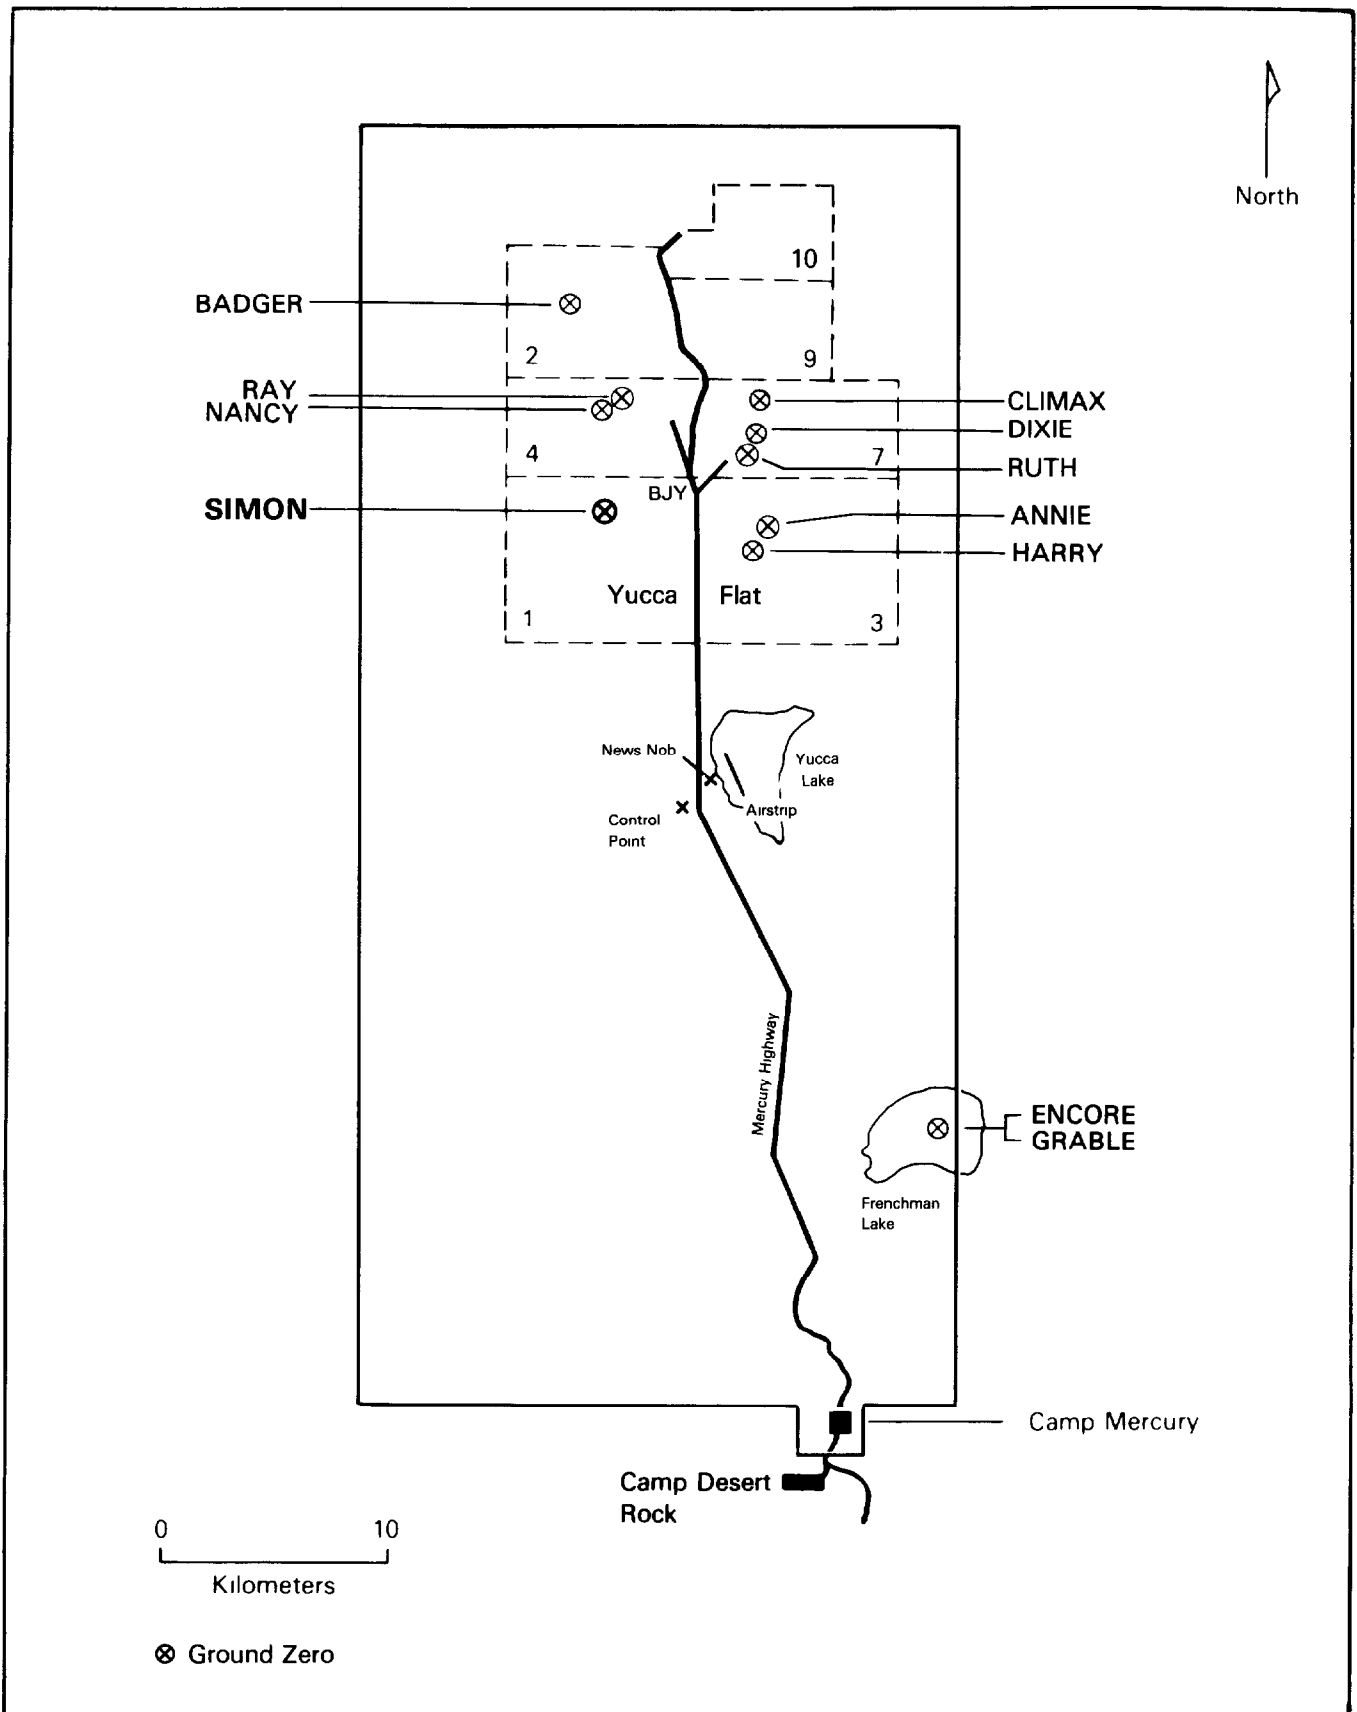 North
10
BADGER
2
9
RAY
NANCY
CLIMAX
DIXIE
4
7
RUTH
BJY
SIMON
ANNIE
HARRY
Yucca Flat
1
3
News Nob
Yucca
Lake
Control
Point
Airstrip
Mercury Highway
ENCORE
GRABLE
Frenchman
Lake
Camp Mercury
Camp Desert
Rock
0 10
Kilometers
Ground Zero